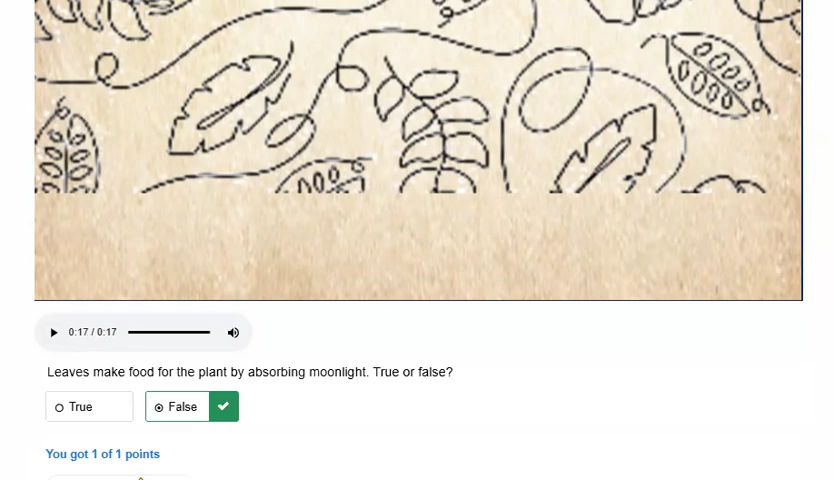 0:17 / 0:17
Leaves make food for the plant by absorbing moonlight. True or false?
True
False
You got 1 of 1 points